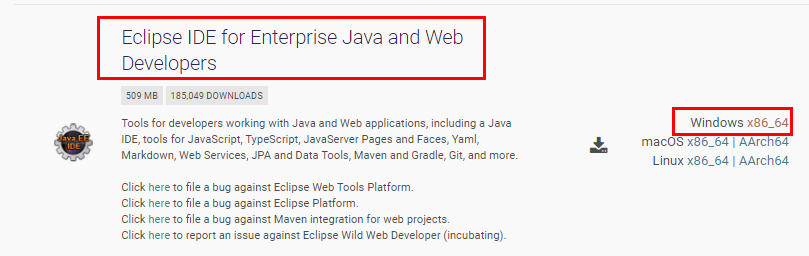 Eclipse IDE for Enterprise Java and Web
Developers
509 MB 185,049 DOWNLOADS
Tools for developers working with Java and Web applications, including a Java
IDE, tools for JavaScript, TypeScript, JavaServer Pages and Faces, Yaml,
Markdown, Web Services, JPA and Data Tools, Maven and Gradle, Git, and more.
Click here to file a bug against Eclipse Web Tools Platform.
Click here to file a bug against Eclipse Platform.
Click here to file a bug against Maven integration for web projects.
Click here to report an issue against Eclipse Wild Web Developer (incubating).
Java EE
IDE
Windows x86_64
macOS x86_64 | AArch64
Linux x86_64 | AArch64